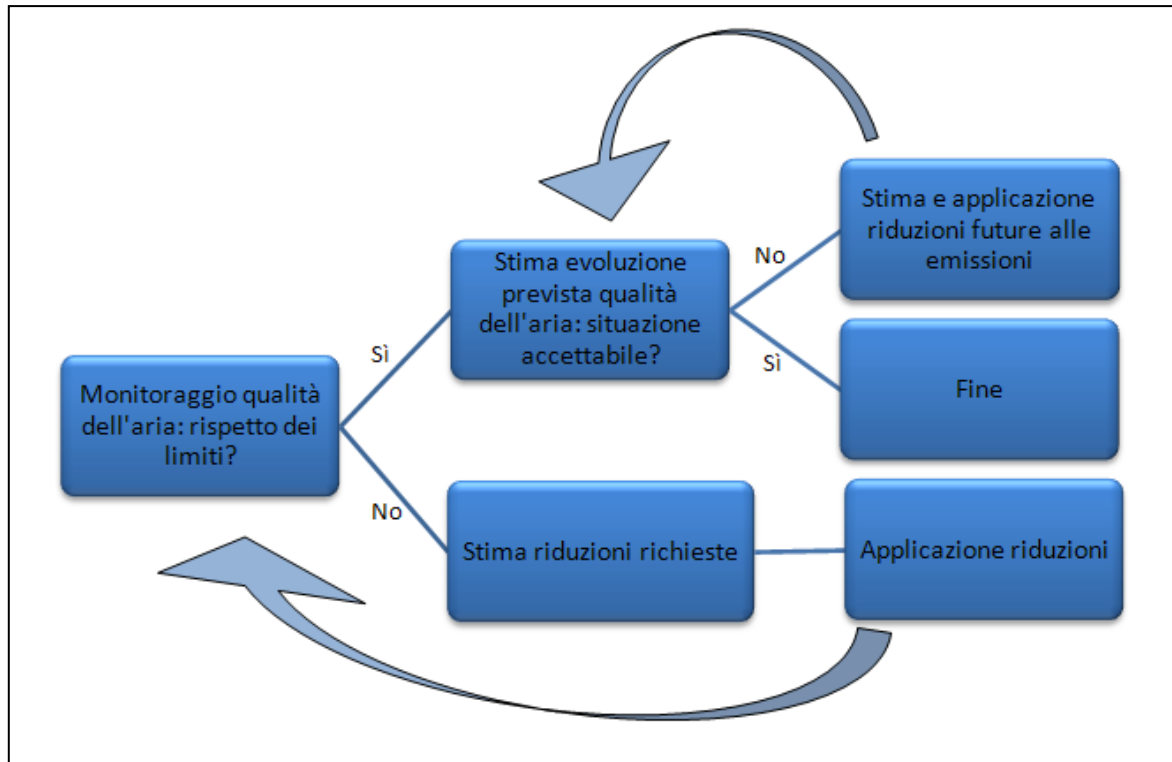 Monitoraggio qualità
dell'aria: rispetto dei
limiti?
Sì
No
Stima evoluzione
prevista qualità
dell'aria: situazione
accettabile?
No
Sì
Stima e applicazione
riduzioni future alle
emissioni
Fine
Stima riduzioni richieste
Applicazione riduzioni